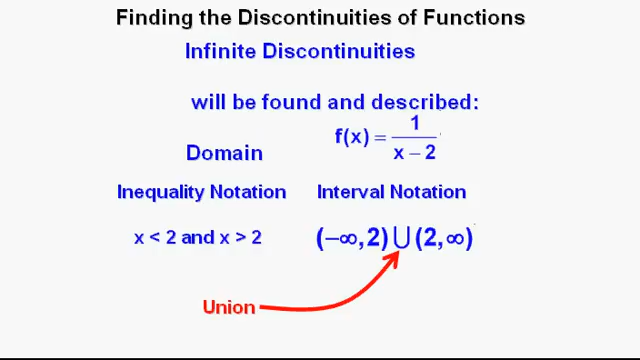 Finding the Discontinuities of Functions
Infinite Discontinuities
will be found and described:
f(x) = 1 / (x − 2)
Domain
Inequality Notation Interval Notation
x < 2 and x > 2 (−∞, 2) ∪ (2, ∞)
Union